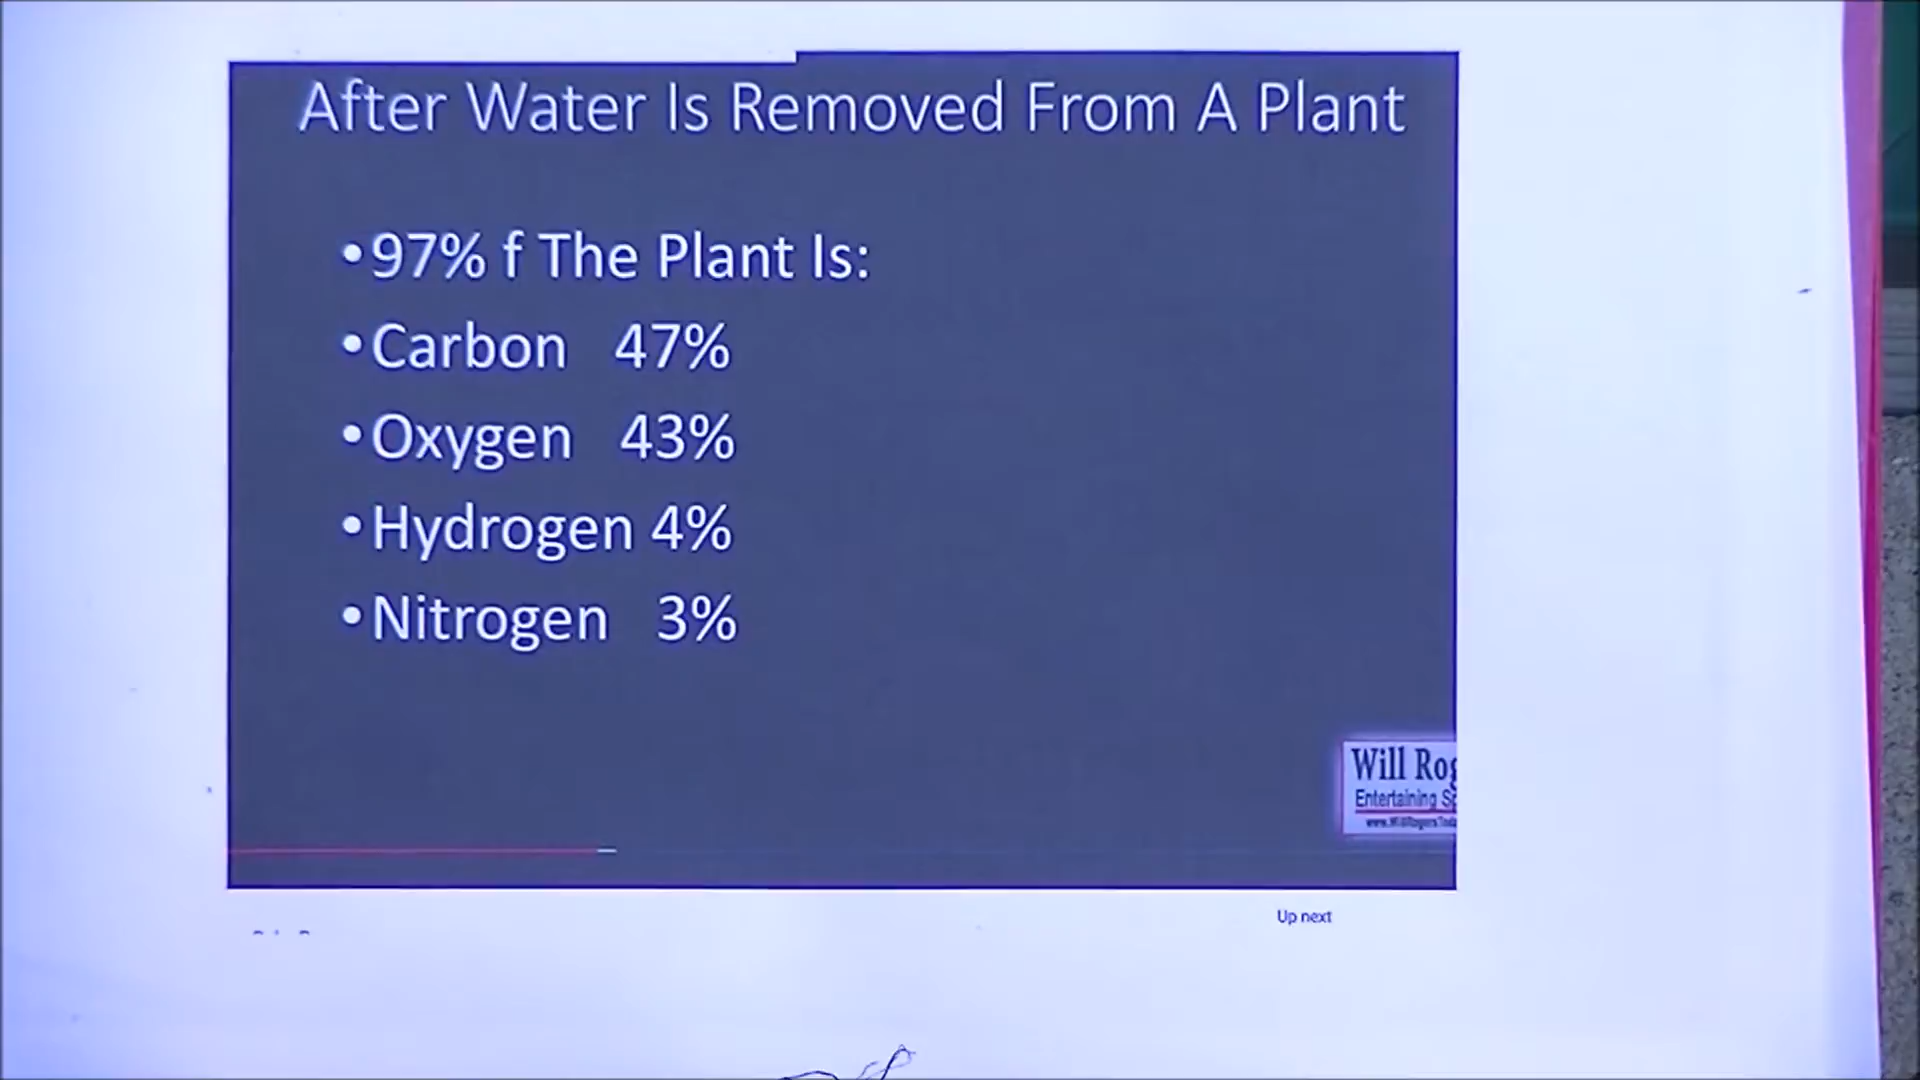 After Water Is Removed From A Plant
•97% f The Plant Is:
•Carbon 47%
•Oxygen 43%
•Hydrogen 4%
•Nitrogen 3%
Will Rog
Entertaining Sp
Up next